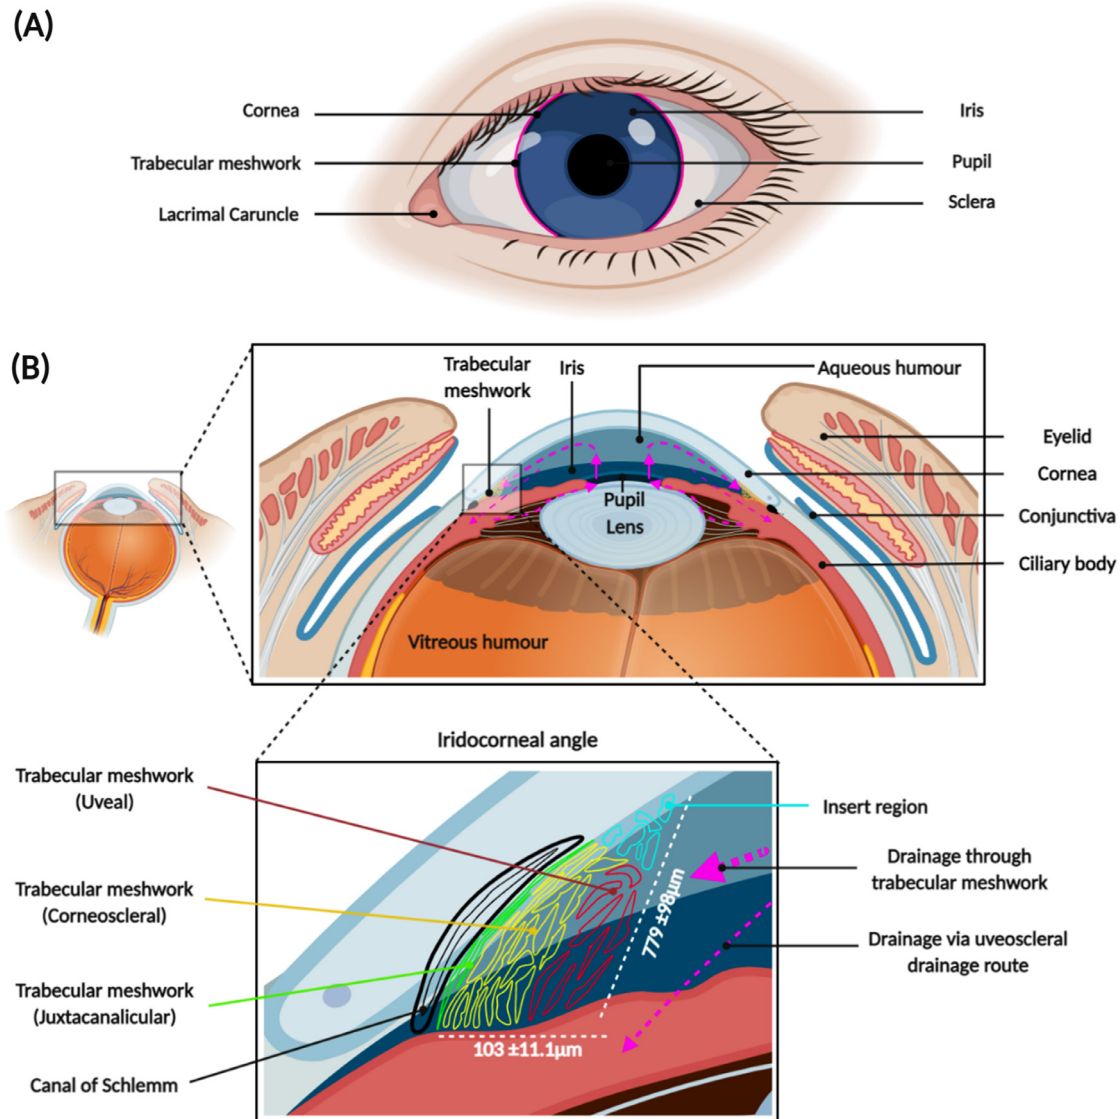 (A)
Cornea
Trabecular meshwork
Lacrimal Caruncle
Iris
Pupil
Sclera
(B)
Trabecular
meshwork
Iris
Aqueous humour
Eyelid
Cornea
Conjunctiva
Ciliary body
Pupil
Lens
Vitreous humour
Iridocorneal angle
Trabecular meshwork
(Uveal)
Trabecular meshwork
(Corneoscleral)
Trabecular meshwork
(Juxtacanalicular)
Canal of Schlemm
Insert region
Drainage through
trabecular meshwork
Drainage via uveoscleral
drainage route
779 ±98µm
103 ±11.1µm